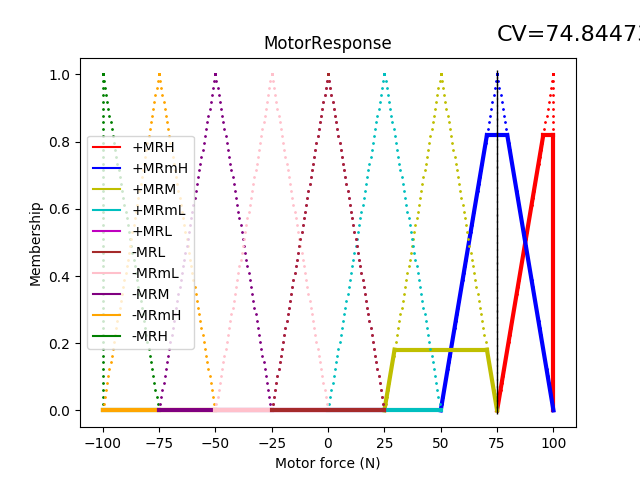 CV=74.8447
MotorResponse
Membership
1.0
0.8
0.6
0.4
0.2
0.0
+MRH
+MRmH
+MRM
+MRmL
+MRL
-MRL
-MRmL
-MRM
-MRmH
-MRH
−100
−75
−50
−25
0
25
50
75
100
Motor force (N)